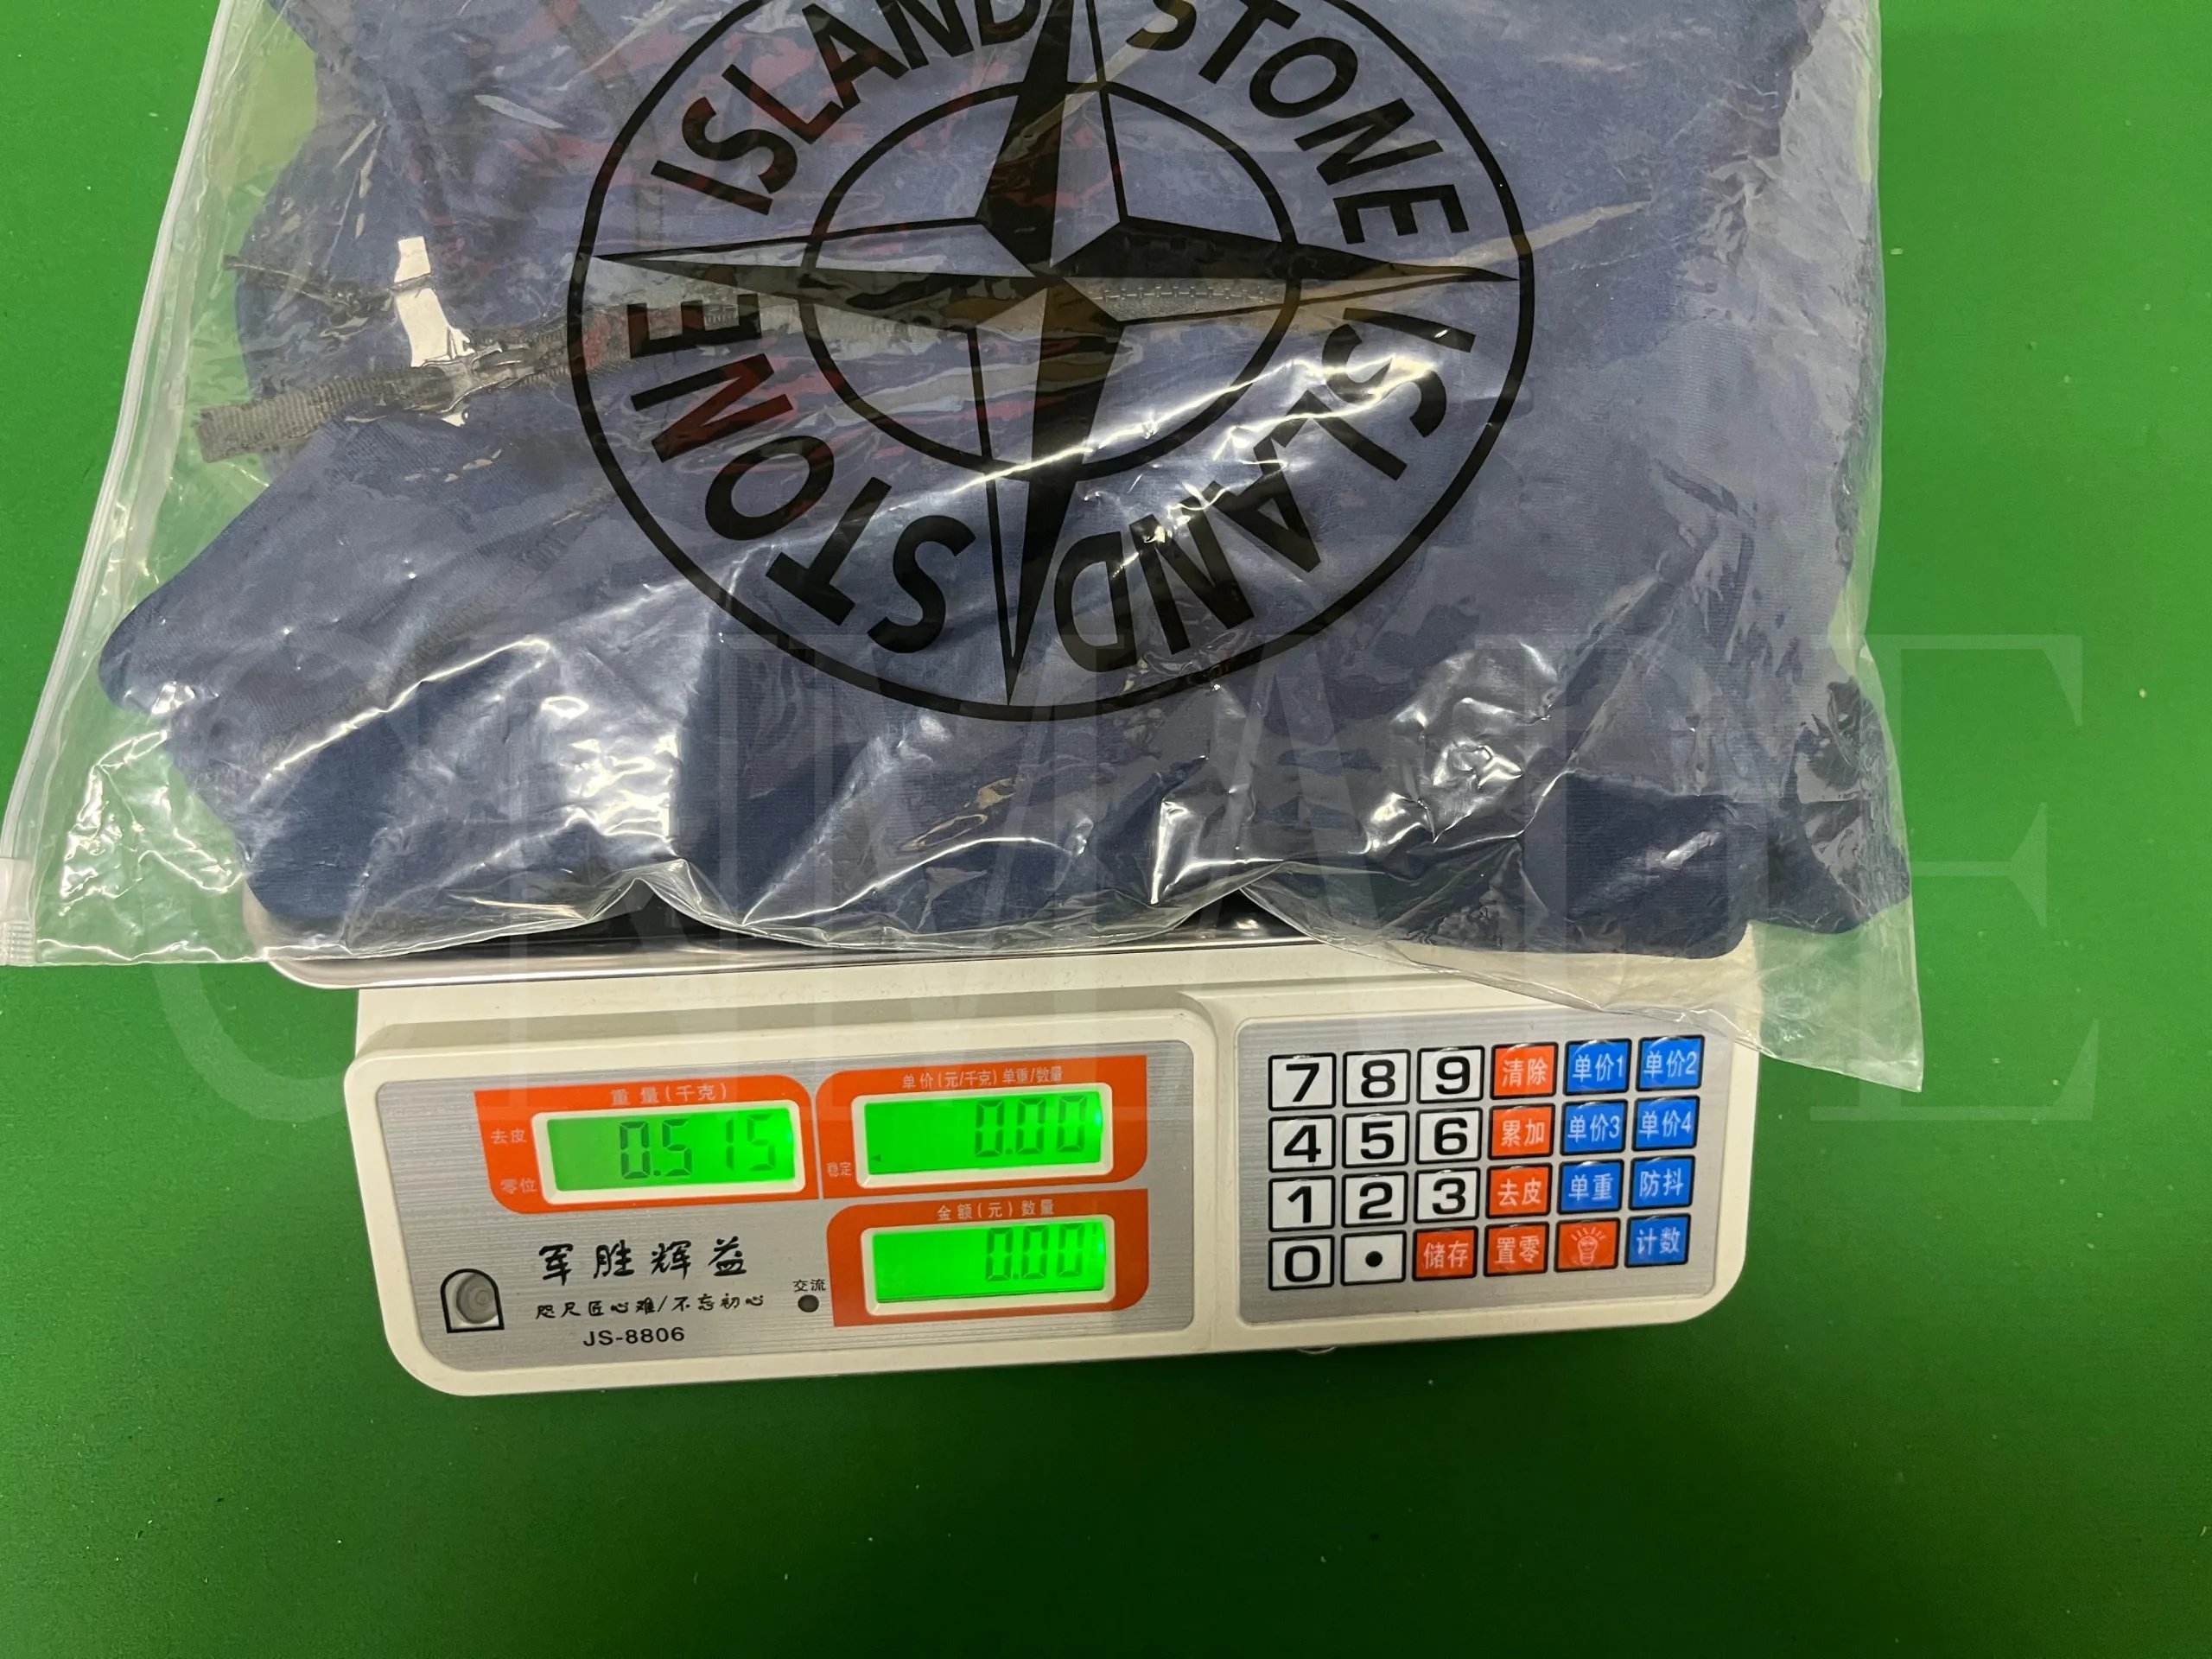 ISLAND STONE ISLAND STONE
CNMADE
重量(千克)
单价(元/千克) 单重/数量
去皮
0.515
零位
0.00
稳定
金额(元) 数量
0.00
交流
军胜辉益
咫尺匠心难/不忘初心
JS-8806
7 8 9 清除 单价1 单价2
4 5 6 累加 单价3 单价4
1 2 3 去皮 单重 防抖
0 . 储存 置零 计数